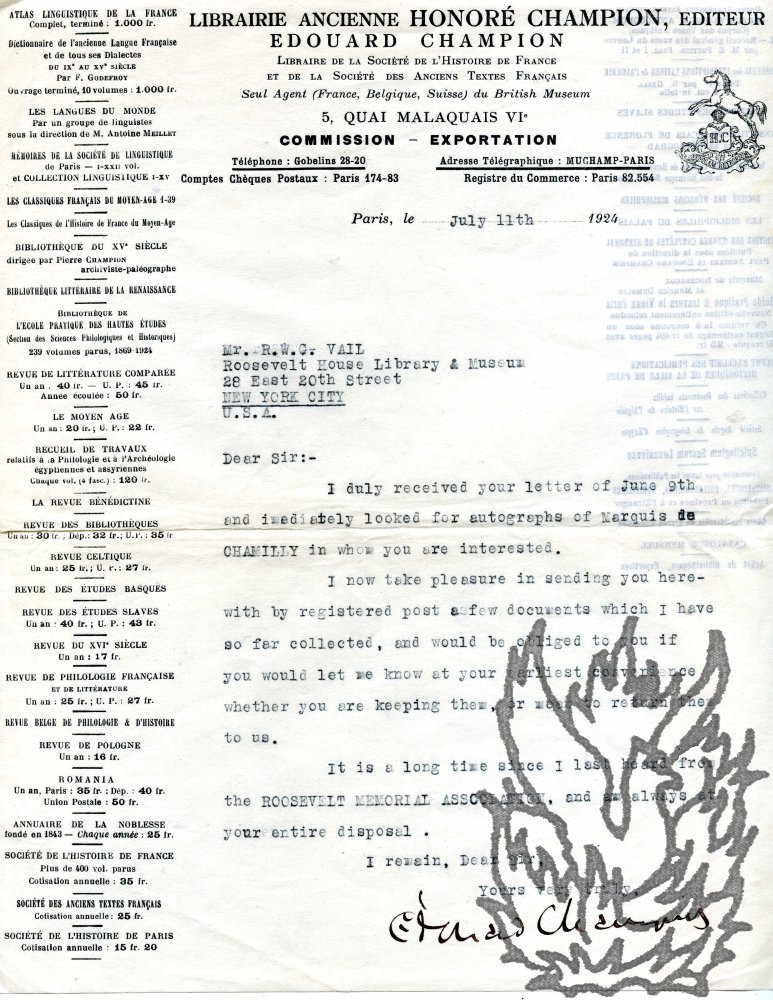 ATLAS LINGUISTIQUE DE LA FRANCE
Complet, terminé : 1.000 fr.
Dictionnaire de l'ancienne Langue Française
et de tous ses Dialectes
DU IXe AU XVe SIÈCLE
Par F. GODEFROY
Ouvrage terminé, 10 volumes : 1.000 fr.
LES LANGUES DU MONDE
Par un groupe de linguistes
sous la direction de M. Antoine MEILLET
MÉMOIRES DE LA SOCIÉTÉ DE LINGUISTIQUE
de Paris — I-XXII vol.
et COLLECTION LINGUISTIQUE I-XV
LES CLASSIQUES FRANÇAIS DU MOYEN-AGE 1-39
Les Classiques de l'Histoire de France du Moyen-Age
BIBLIOTHÈQUE DU XVe SIÈCLE
dirigée par Pierre CHAMPION
archiviste-paléographe
BIBLIOTHÈQUE LITTERAIRE DE LA RENAISSANCE
BIBLIOTHÈQUE DE
L'ECOLE PRATIQUE DES HAUTES ÉTUDES
(Section des Sciences Philologiques et Historiques)
239 volumes parus, 1869-1924
REVUE DE LITTÉRATURE COMPARÉE
Un an : 40 fr. — U. P. : 45 fr.
Année écoulée : 50 fr.
LE MOYEN AGE
Un an : 20 fr. ; U. P. : 22 fr.
RECUEIL DE TRAVAUX
relatifs à la Philologie et à l'Archéologie
égyptiennes et assyriennes
Chaque vol. (4 fasc.) : 120 fr.
LA REVUE BÉNÉDICTINE
REVUE DES BIBLIOTHÈQUES
Un an : 30 fr. ; Dép. : 32 fr. ; U. P. : 35 fr
REVUE CELTIQUE
Un an : 25 fr. ; U. P. : 27 fr.
REVUE DES ÉTUDES BASQUES
REVUE DES ÉTUDES SLAVES
Un an : 40 fr. ; U. P. : 43 fr.
REVUE DU XVIe SIÈCLE
Un an : 17 fr.
REVUE DE PHILOLOGIE FRANÇAISE
ET DE LITTÉRATURE
Un an : 25 fr. ; U. P. : 27 fr.
REVUE BELGE DE PHILOLOGIE & D'HISTOIRE
REVUE DE POLOGNE
Un an : 16 fr.
ROMANIA
Un an, Paris : 35 fr. ; Dép. : 40 fr.
Union Postale : 50 fr.
ANNUAIRE DE LA NOBLESSE
fondé en 1843 — Chaque année : 25 fr.
SOCIÉTÉ DE L'HISTOIRE DE FRANCE
Plus de 400 vol. parus
Cotisation annuelle : 35 fr.
SOCIÉTÉ DES ANCIENS TEXTES FRANÇAIS
Cotisation annuelle : 25 fr.
SOCIÉTÉ DE L'HISTOIRE DE PARIS
Cotisation annuelle : 15 fr. 20
LIBRAIRIE ANCIENNE HONORÉ CHAMPION, EDITEUR
EDOUARD CHAMPION
LIBRAIRE DE LA SOCIÉTÉ DE L'HISTOIRE DE FRANCE
ET DE LA SOCIÉTÉ DES ANCIENS TEXTES FRANÇAIS
Seul Agent (France, Belgique, Suisse) du British Museum
5, QUAI MALAQUAIS VIe
COMMISSION – EXPORTATION
Téléphone : Gobelins 28-20 Adresse Télégraphique : MUCHAMP-PARIS
Comptes Chèques Postaux : Paris 174-83 Registre du Commerce : Paris 82.554
H.C
Paris, le July 11th 1924
Mr. R.W.G. VAIL
Roosevelt House Library & Museum
28 East 20th Street
NEW YORK CITY
U.S.A.
Dear Sir:-
I duly received your letter of June 9th,
and imediately looked for autographs of Marquis de
CHAMILLY in whom you are interested.
I now take pleasure in sending you here-
with by registered post a few documents which I have
so far collected, and would be obliged to you if
you would let me know at your earliest convenience
whether you are keeping them, or wear to return them
to us.
It is a long time since I last heard from
the ROOSEVELT MEMORIAL ASSOCIATION, and am always at
your entire disposal .
I remain, Dear Sir,
Yours very truly,
Edouard Champion